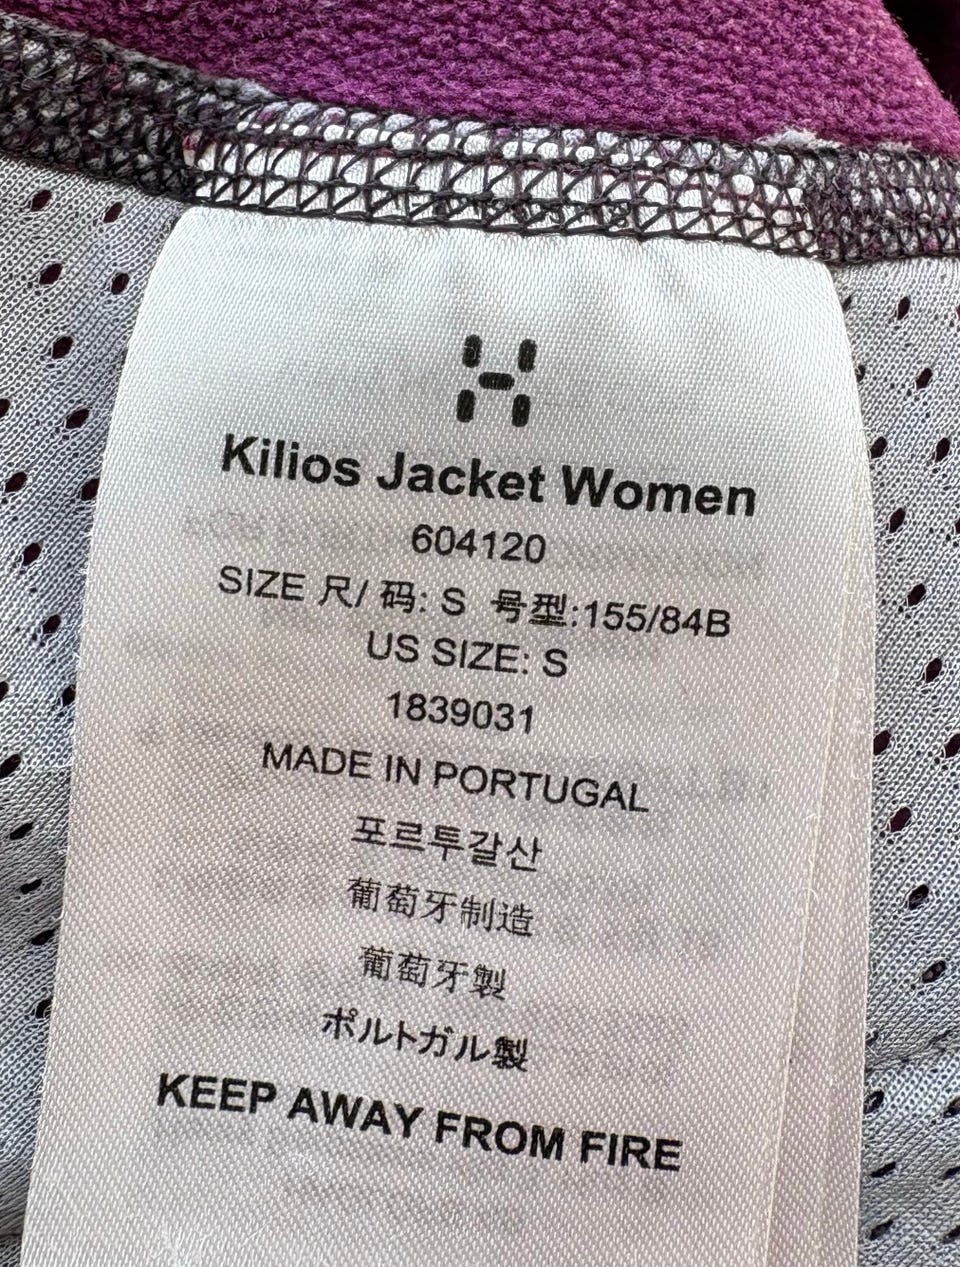 Kilios Jacket Women
604120
SIZE 尺/ 码: S 号型:155/84B
US SIZE: S
1839031
MADE IN PORTUGAL
포르투갈산
葡萄牙制造
葡萄牙製
ポルトガル製
KEEP AWAY FROM FIRE